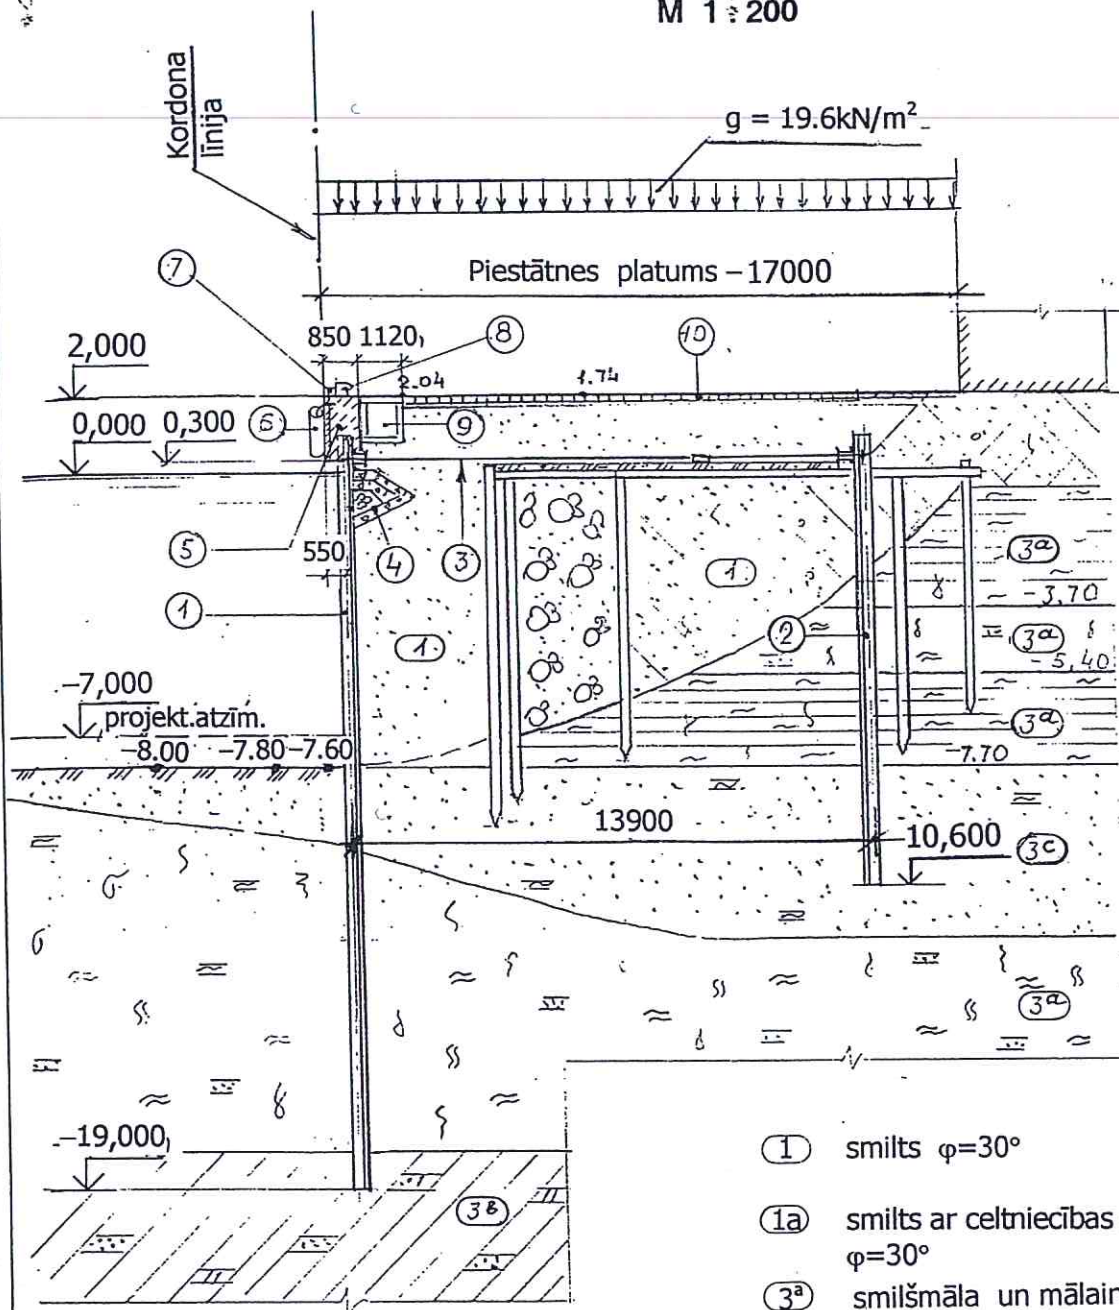 M 1:200
Kordona
līnija
g = 19.6kN/m²
Piestātnes platums – 17000
7
850 1120
8
10
2,000
2.04
1.74
0,000
0,300
6
9
5
550
4
3
1
3a
1
-3,70
1
2
3a
-5,40
-7,000
projekt.atzīm.
-8.00 -7.80 -7.60
3a
-7.70
13900
10,600
3c
3a
-19,000
3B
1 smilts φ=30°
1a smilts ar celtniecības
φ=30°
3a smilšmāla un